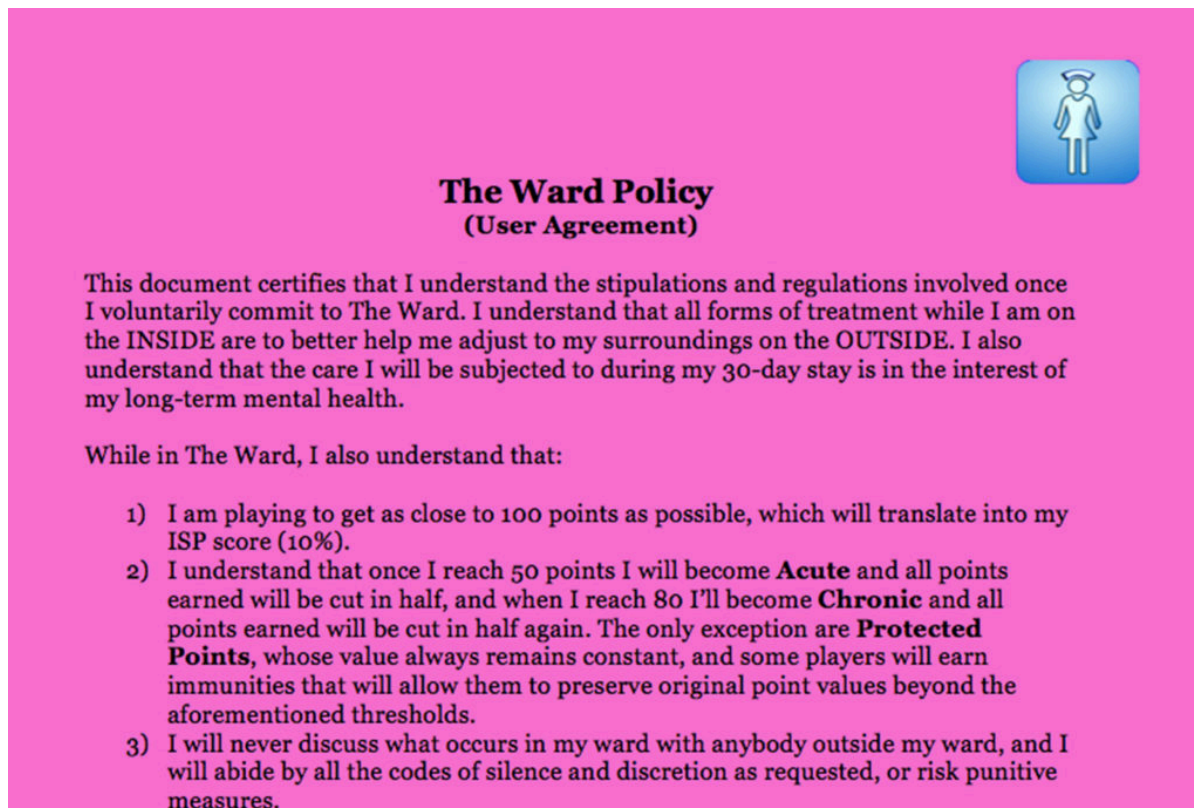 The Ward Policy
(User Agreement)
This document certifies that I understand the stipulations and regulations involved once
I voluntarily commit to The Ward. I understand that all forms of treatment while I am on
the INSIDE are to better help me adjust to my surroundings on the OUTSIDE. I also
understand that the care I will be subjected to during my 30-day stay is in the interest of
my long-term mental health.
While in The Ward, I also understand that:
1) I am playing to get as close to 100 points as possible, which will translate into my
ISP score (10%).
2) I understand that once I reach 50 points I will become Acute and all points
earned will be cut in half, and when I reach 80 I’ll become Chronic and all
points earned will be cut in half again. The only exception are Protected
Points, whose value always remains constant, and some players will earn
immunities that will allow them to preserve original point values beyond the
aforementioned thresholds.
3) I will never discuss what occurs in my ward with anybody outside my ward, and I
will abide by all the codes of silence and discretion as requested, or risk punitive
measures.